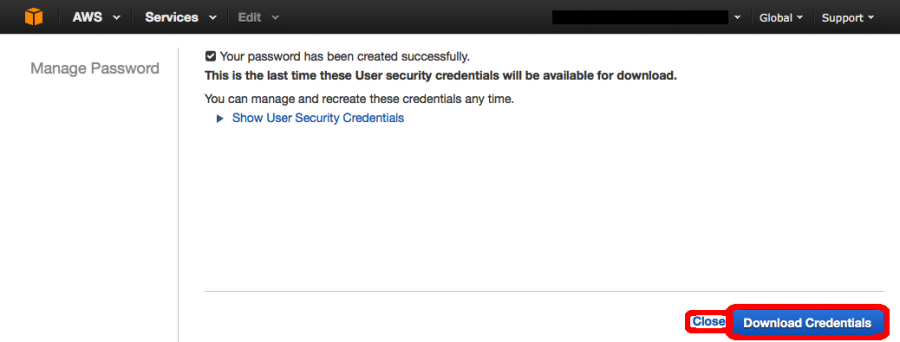 AWS Services Edit Global Support
Manage Password
Your password has been created successfully.
This is the last time these User security credentials will be available for download.
You can manage and recreate these credentials any time.
Show User Security Credentials
Close Download Credentials